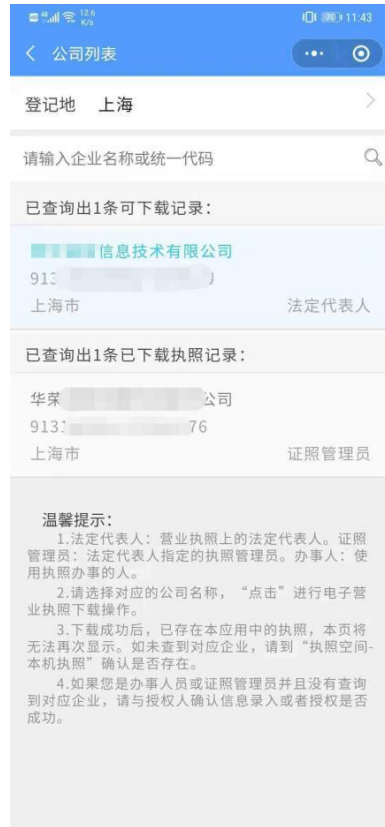 12.6
K/s
11:43
公司列表
登记地 上海
请输入企业名称或统一代码
已查询出1条可下载记录：
信息技术有限公司
913
上海市 法定代表人
已查询出1条已下载执照记录：
华荣 公司
9131 76
上海市 证照管理员
温馨提示：
1.法定代表人：营业执照上的法定代表人。证照
管理员：法定代表人指定的执照管理员。办事人：使
用执照办事的人。
2.请选择对应的公司名称，“点击”进行电子营
业执照下载操作。
3.下载成功后，已存在本应用中的执照，本页将
无法再次显示。如未查到对应企业，请到“执照空间-
本机执照”确认是否存在。
4.如果您是办事人员或证照管理员并且没有查询
到对应企业，请与授权人确认信息录入或者授权是否
成功。